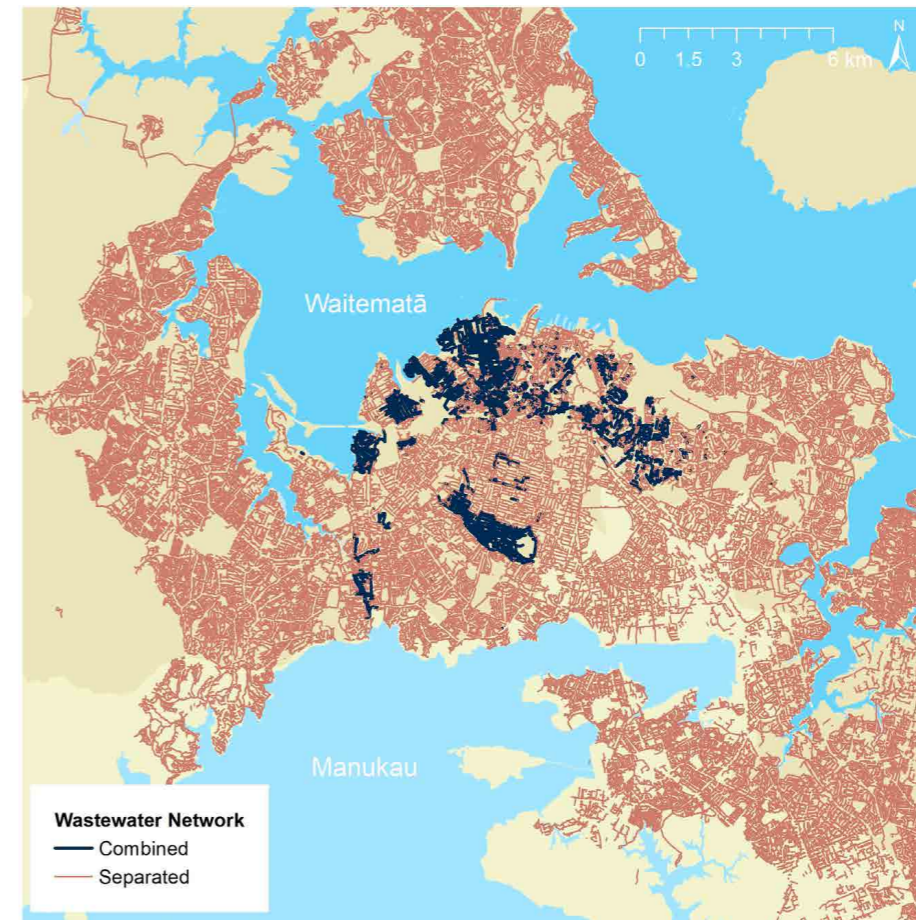 N
0 1.5 3 6 km
Waitematā
Manukau
Wastewater Network
Combined
Separated